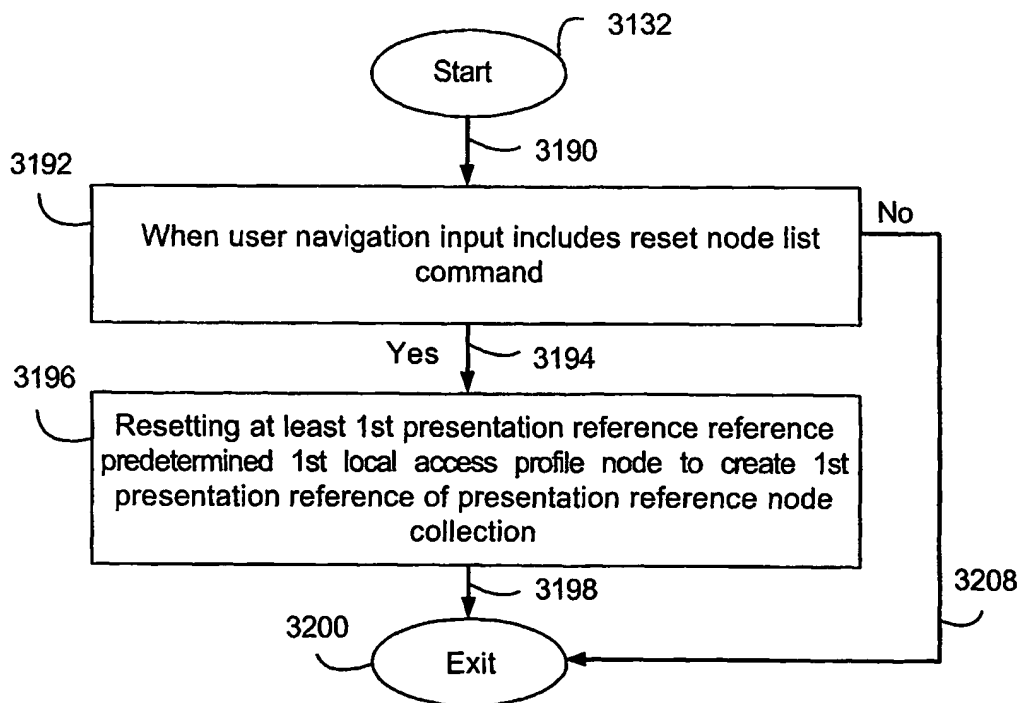 3132
Start
3190
3192
No
When user navigation input includes reset node list
command
Yes
3194
3196
Resetting at least 1st presentation reference reference
predetermined 1st local access profile node to create 1st
presentation reference of presentation reference node
collection
3198
3208
3200
Exit